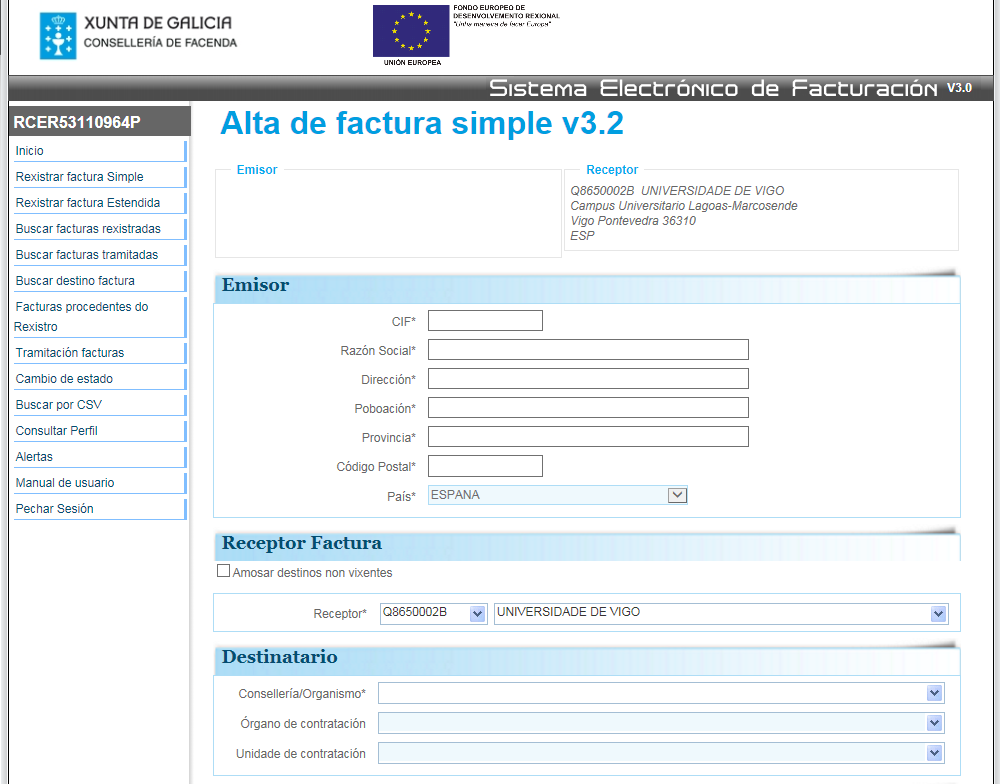 XUNTA DE GALICIA
CONSELLERÍA DE FACENDA
FONDO EUROPEO DE
DESENVOLVEMENTO REXIONAL
"Unha maneira de facer Europa"
UNIÓN EUROPEA
Sistema Electrónico de Facturación V3.0
RCER53110964P
Inicio
Rexistrar factura Simple
Rexistrar factura Estendida
Buscar facturas rexistradas
Buscar facturas tramitadas
Buscar destino factura
Facturas procedentes do
Rexistro
Tramitación facturas
Cambio de estado
Buscar por CSV
Consultar Perfil
Alertas
Manual de usuario
Pechar Sesión
Alta de factura simple v3.2
Emisor
Receptor
Q8650002B UNIVERSIDADE DE VIGO
Campus Universitario Lagoas-Marcosende
Vigo Pontevedra 36310
ESP
Emisor
CIF*
Razón Social*
Dirección*
Poboación*
Provincia*
Código Postal*
País* ESPANA
Receptor Factura
Amosar destinos non vixentes
Receptor* Q8650002B UNIVERSIDADE DE VIGO
Destinatario
Consellería/Organismo*
Órgano de contratación
Unidade de contratación